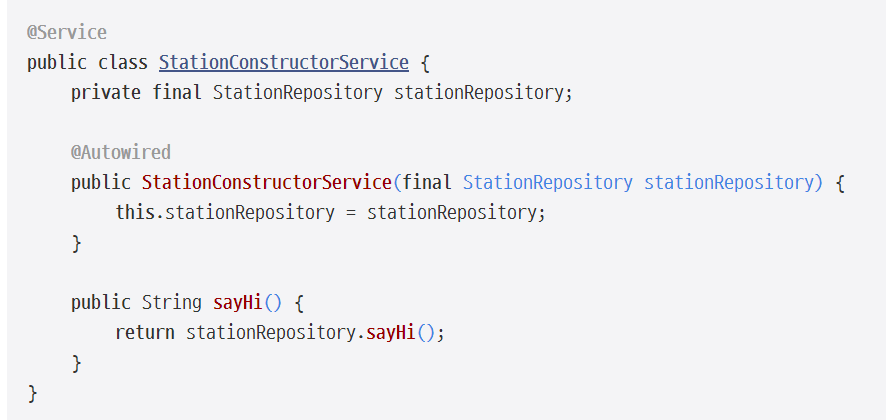 @Service
public class StationConstructorService {
    private final StationRepository stationRepository;

    @Autowired
    public StationConstructorService(final StationRepository stationRepository) {
        this.stationRepository = stationRepository;
    }

    public String sayHi() {
        return stationRepository.sayHi();
    }
}